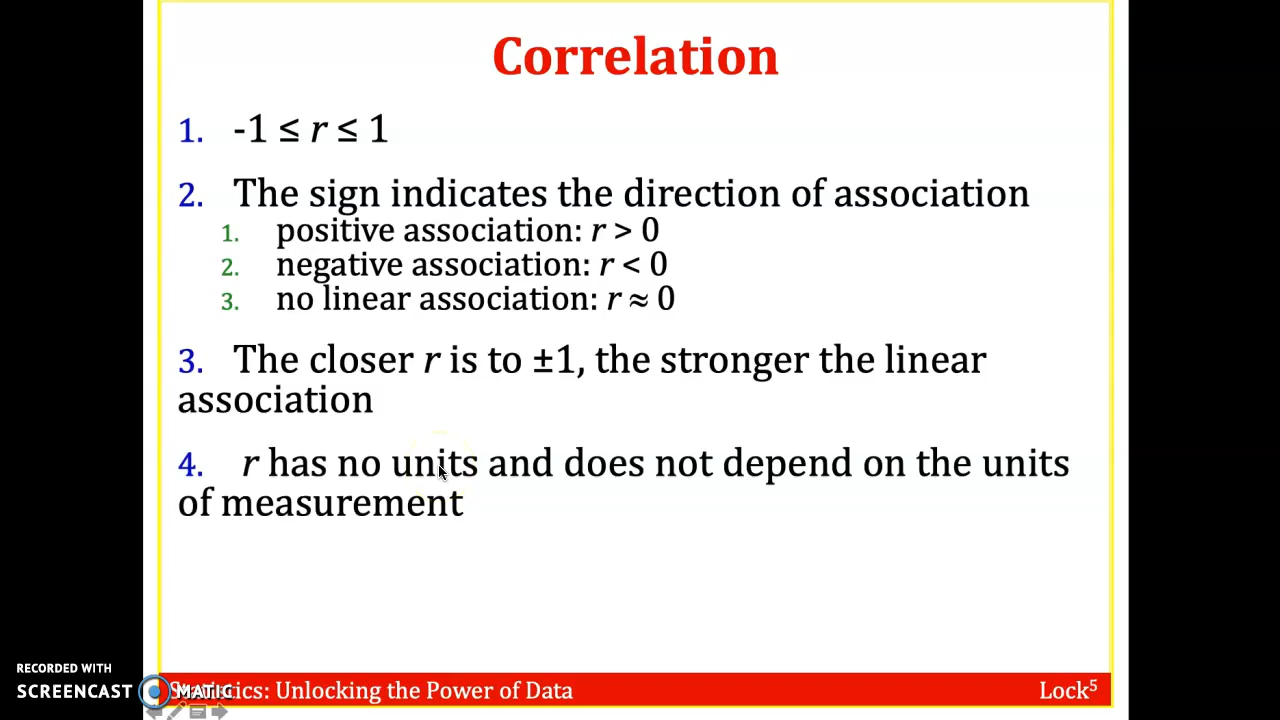 Correlation
1. -1 ≤ r ≤ 1
2. The sign indicates the direction of association
1. positive association: r > 0
2. negative association: r < 0
3. no linear association: r ≈ 0
3. The closer r is to ±1, the stronger the linear
association
4. r has no units and does not depend on the units
of measurement
RECORDED WITH
SCREENCAST MATIC
Statistics: Unlocking the Power of Data
Lock⁵